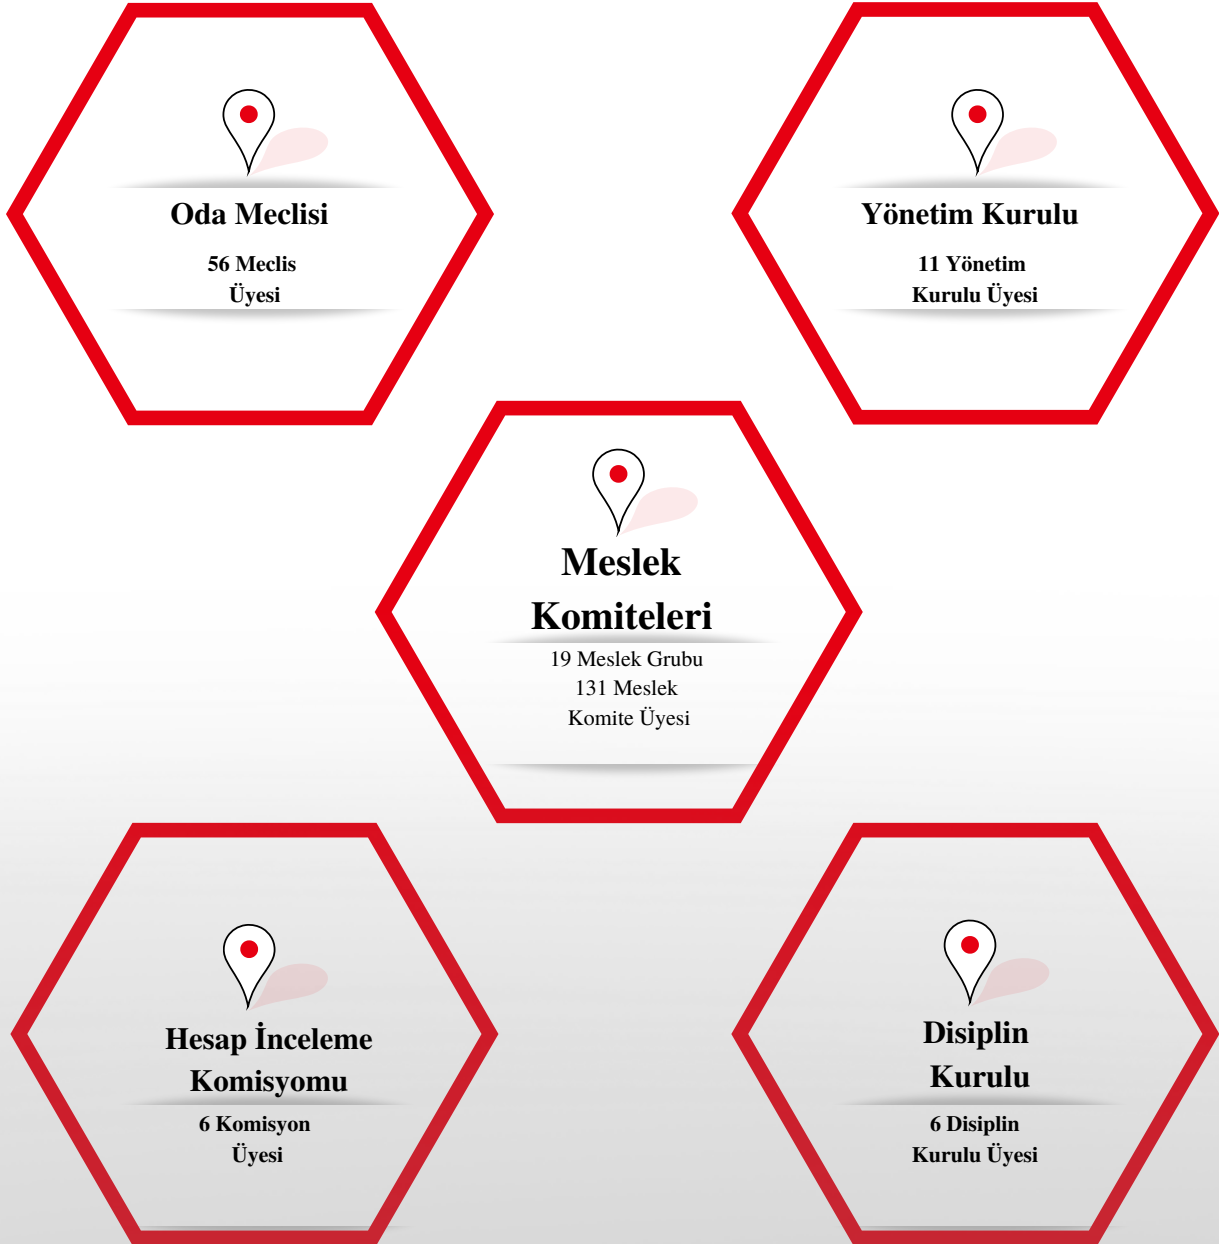 Oda Meclisi
56 Meclis
Üyesi
Yönetim Kurulu
11 Yönetim
Kurulu Üyesi
Meslek
Komiteleri
19 Meslek Grubu
131 Meslek
Komite Üyesi
Hesap İnceleme
Komisyomu
6 Komisyon
Üyesi
Disiplin
Kurulu
6 Disiplin
Kurulu Üyesi